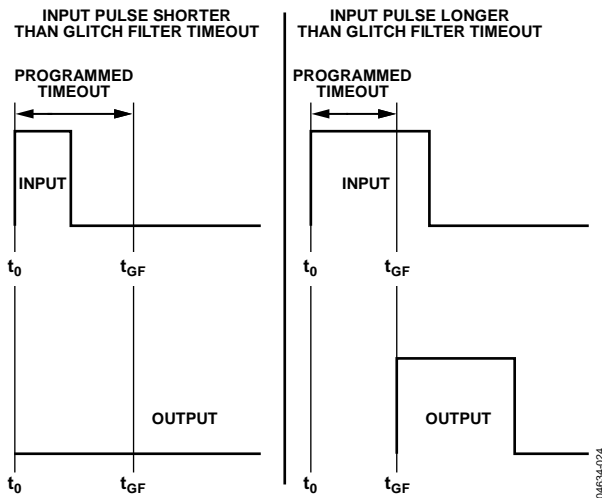 INPUT PULSE SHORTER
THAN GLITCH FILTER TIMEOUT
INPUT PULSE LONGER
THAN GLITCH FILTER TIMEOUT
PROGRAMMED
TIMEOUT
PROGRAMMED
TIMEOUT
INPUT
INPUT
t0
tGF
t0
tGF
OUTPUT
OUTPUT
t0
tGF
t0
tGF
04634-024